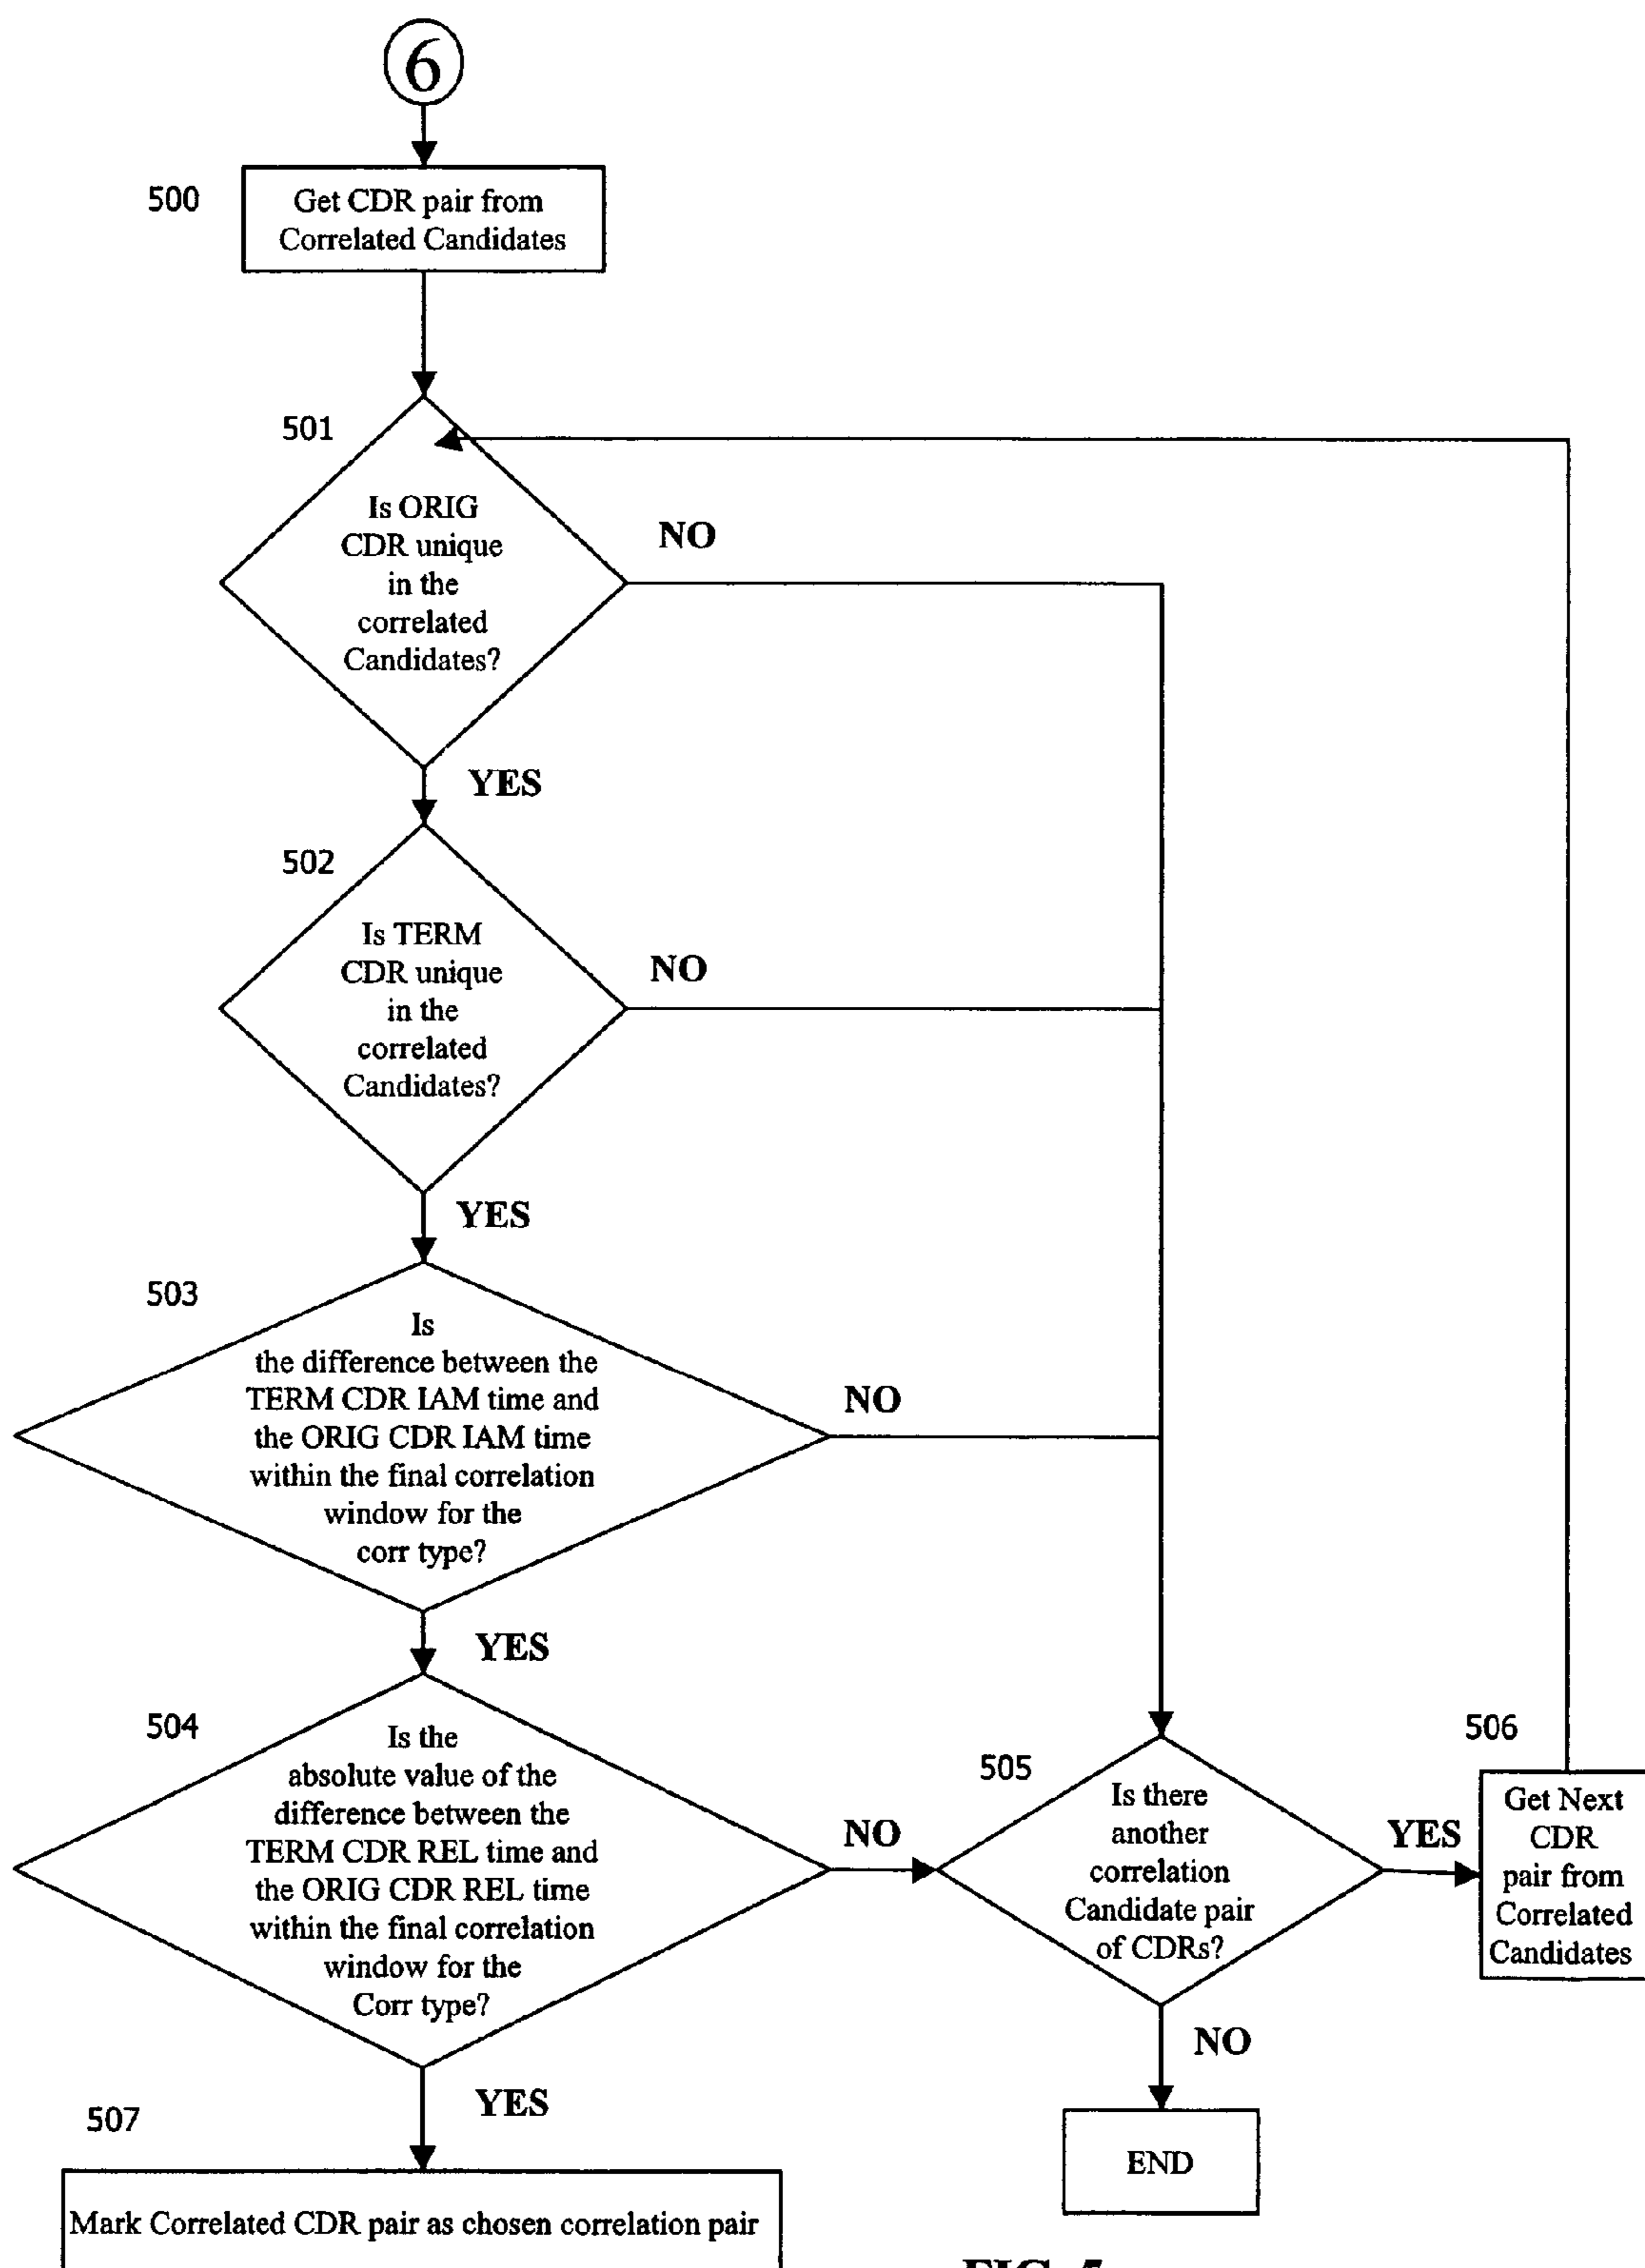 6
500
Get CDR pair from
Correlated Candidates
501
Is ORIG
CDR unique
in the
correlated
Candidates?
NO
YES
502
Is TERM
CDR unique
in the
correlated
Candidates?
NO
YES
503
Is
the difference between the
TERM CDR IAM time and
the ORIG CDR IAM time
within the final correlation
window for the
corr type?
NO
YES
504
Is the
absolute value of the
difference between the
TERM CDR REL time and
the ORIG CDR REL time
within the final correlation
window for the
Corr type?
NO
YES
505
Is there
another
correlation
Candidate pair
of CDRs?
YES
NO
506
Get Next
CDR
pair from
Correlated
Candidates
END
507
Mark Correlated CDR pair as chosen correlation pair